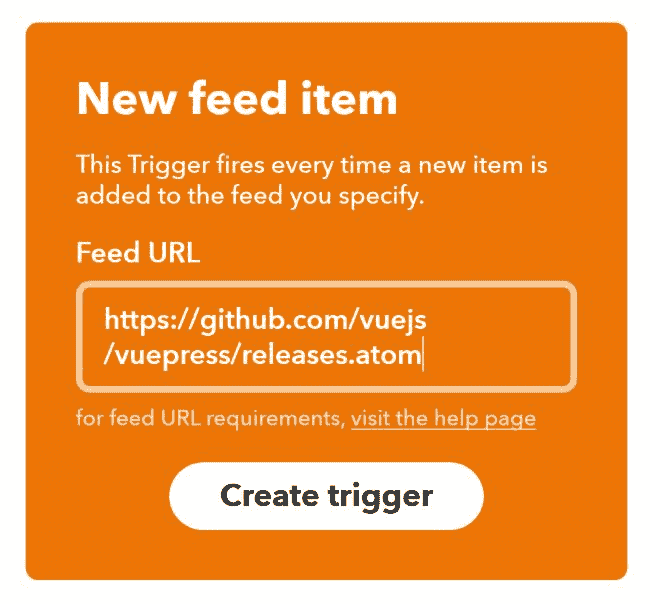 New feed item
This Trigger fires every time a new item is
added to the feed you specify.
Feed URL
https://github.com/vuejs
/vuepress/releases.atom
for feed URL requirements, visit the help page
Create trigger